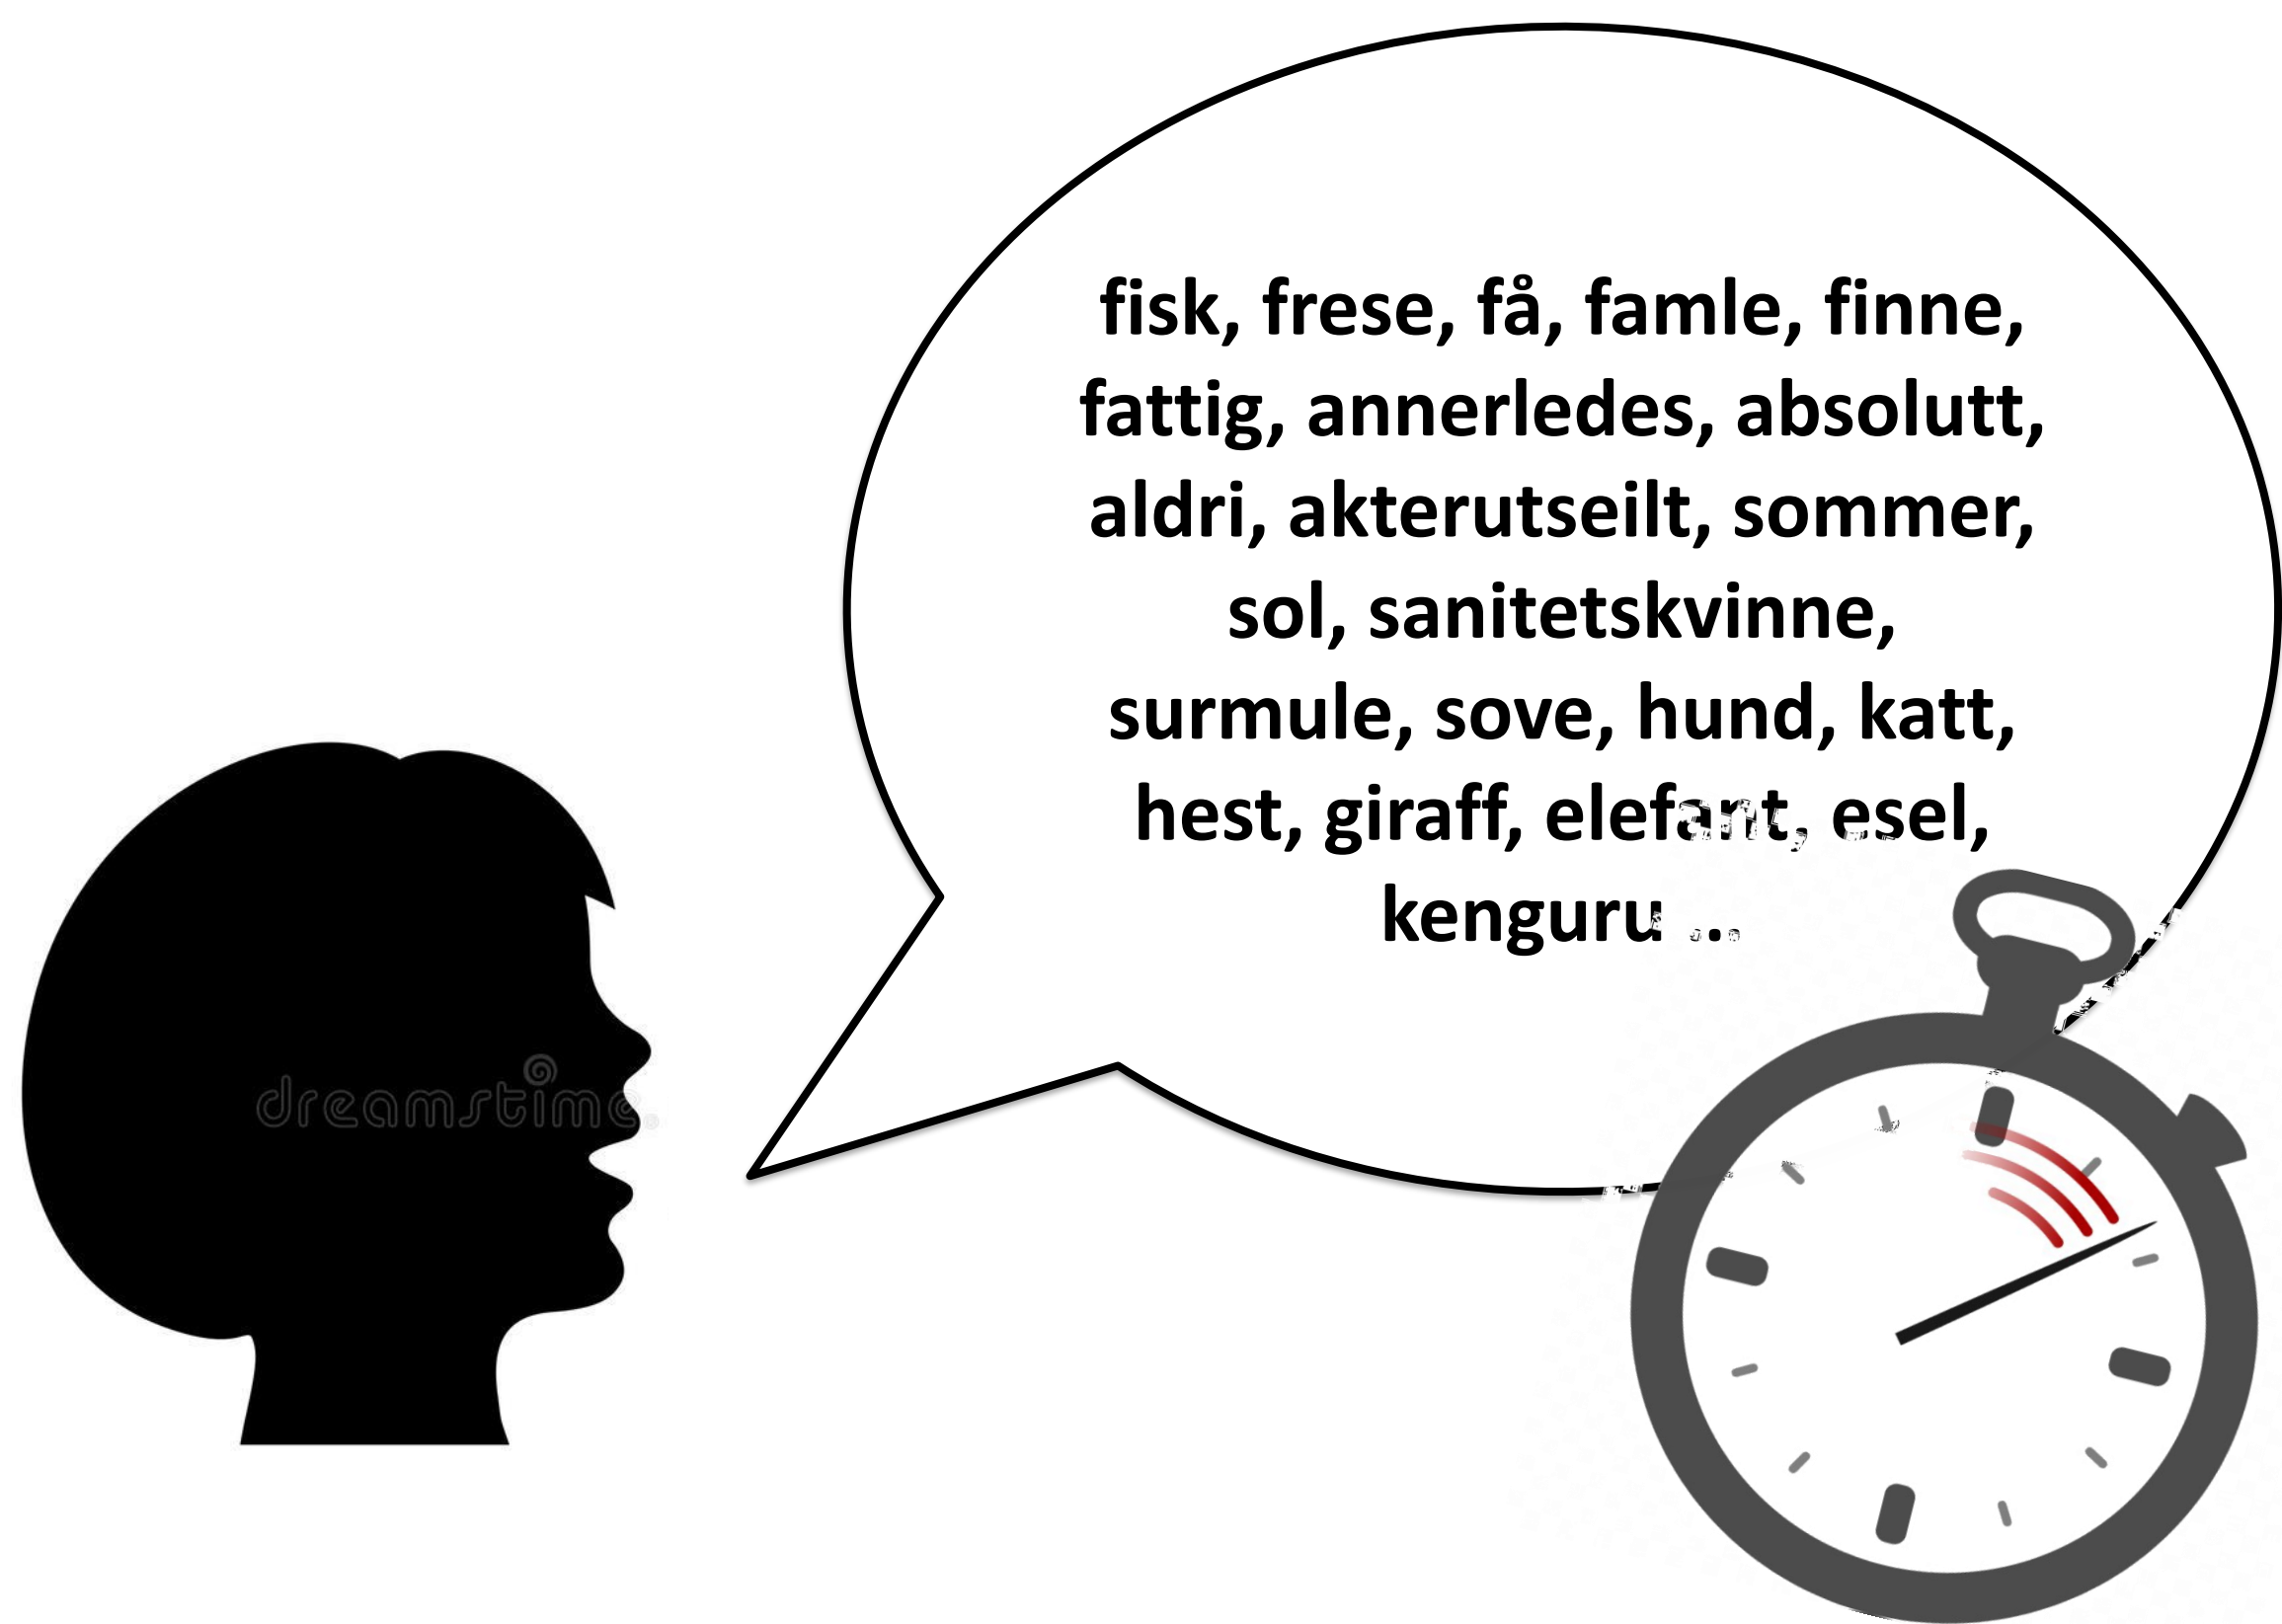 fisk, frese, få, famle, finne,
fattig, annerledes, absolutt,
aldri, akterutseilt, sommer,
sol, sanitetskvinne,
surmule, sove, hund, katt,
hest, giraff, elefant, esel,
kenguru ...
dreamstime